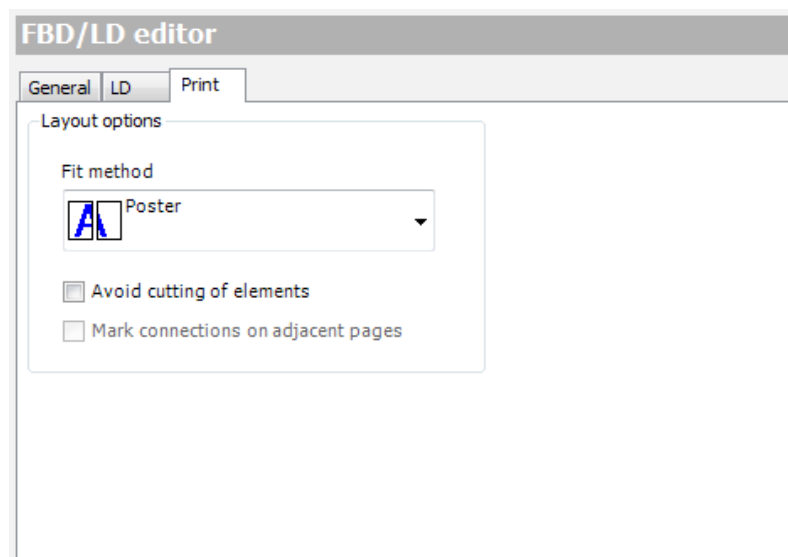 FBD/LD editor
General LD Print
Layout options
Fit method
A Poster
Avoid cutting of elements
Mark connections on adjacent pages